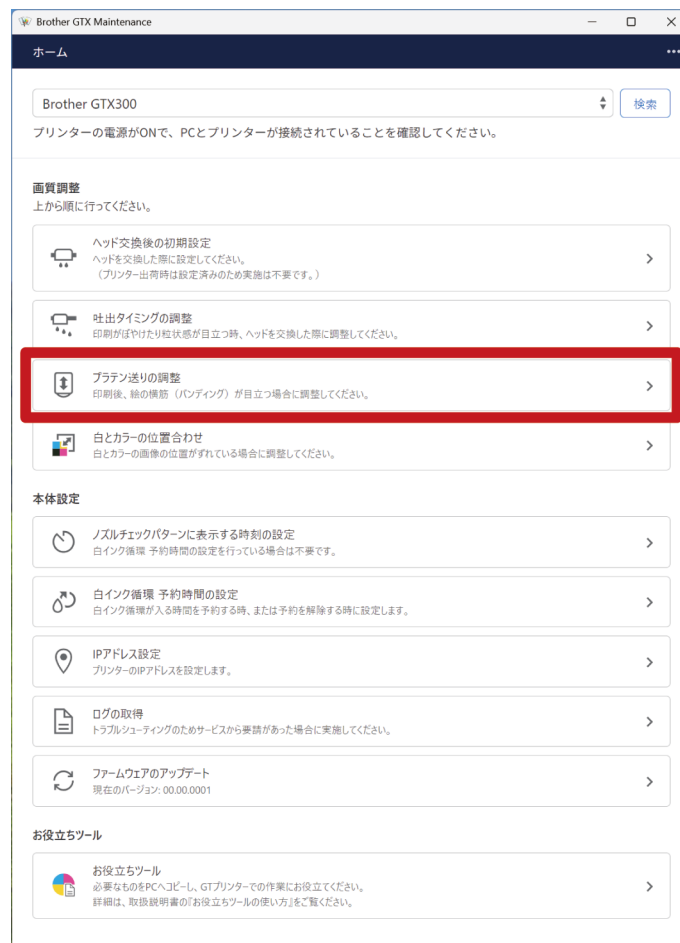 Brother GTX Maintenance
ホーム
Brother GTX300
検索
プリンターの電源がONで、PCとプリンターが接続されていることを確認してください。
画質調整
上から順に行ってください。
ヘッド交換後の初期設定
ヘッドを交換した際に設定してください。
（プリンター出荷時は設定済みのため実施は不要です。）
吐出タイミングの調整
印刷がぼやけたり粒状感が目立つ時、ヘッドを交換した際に調整してください。
プラテン送りの調整
印刷後、絵の横筋（バンディング）が目立つ場合に調整してください。
白とカラーの位置合わせ
白とカラーの画像の位置がずれている場合に調整してください。
本体設定
ノズルチェックパターンに表示する時刻の設定
白インク循環 予約時間の設定を行っている場合は不要です。
白インク循環 予約時間の設定
白インク循環が入る時間を予約する時、または予約を解除する時に設定します。
IPアドレス設定
プリンターのIPアドレスを設定します。
ログの取得
トラブルシューティングのためサービスから要請があった場合に実施してください。
ファームウェアのアップデート
現在のバージョン: 00.00.0001
お役立ちツール
お役立ちツール
必要なものをPCへコピーし、GTプリンターでの作業にお役立てください。
詳細は、取扱説明書の『お役立ちツールの使い方』をご覧ください。